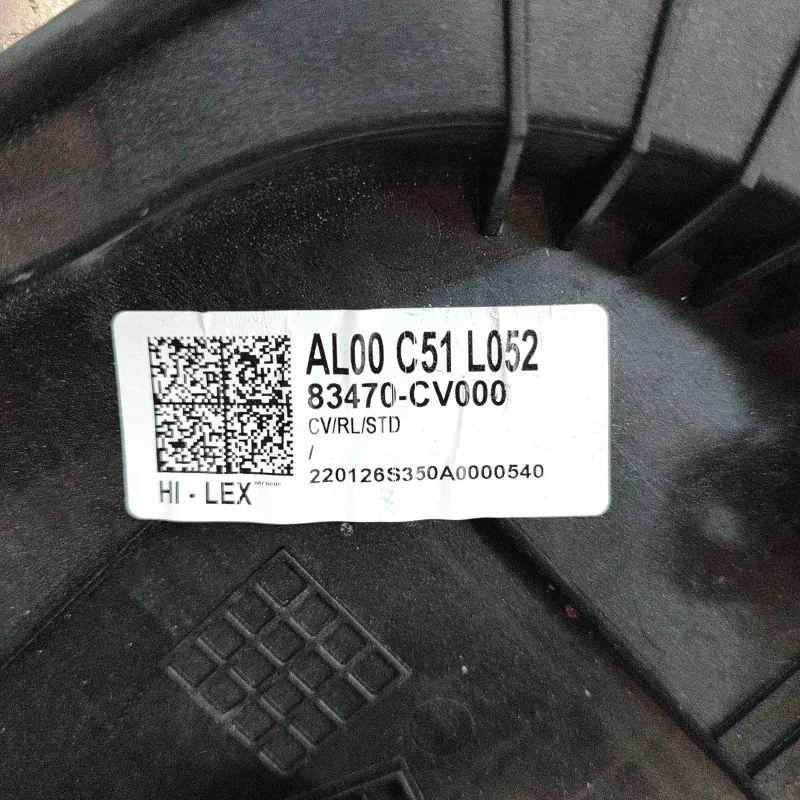 AL00 C51 L052
83470-CV000
CV/RL/STD
/
220126S350A0000540
HI - LEX